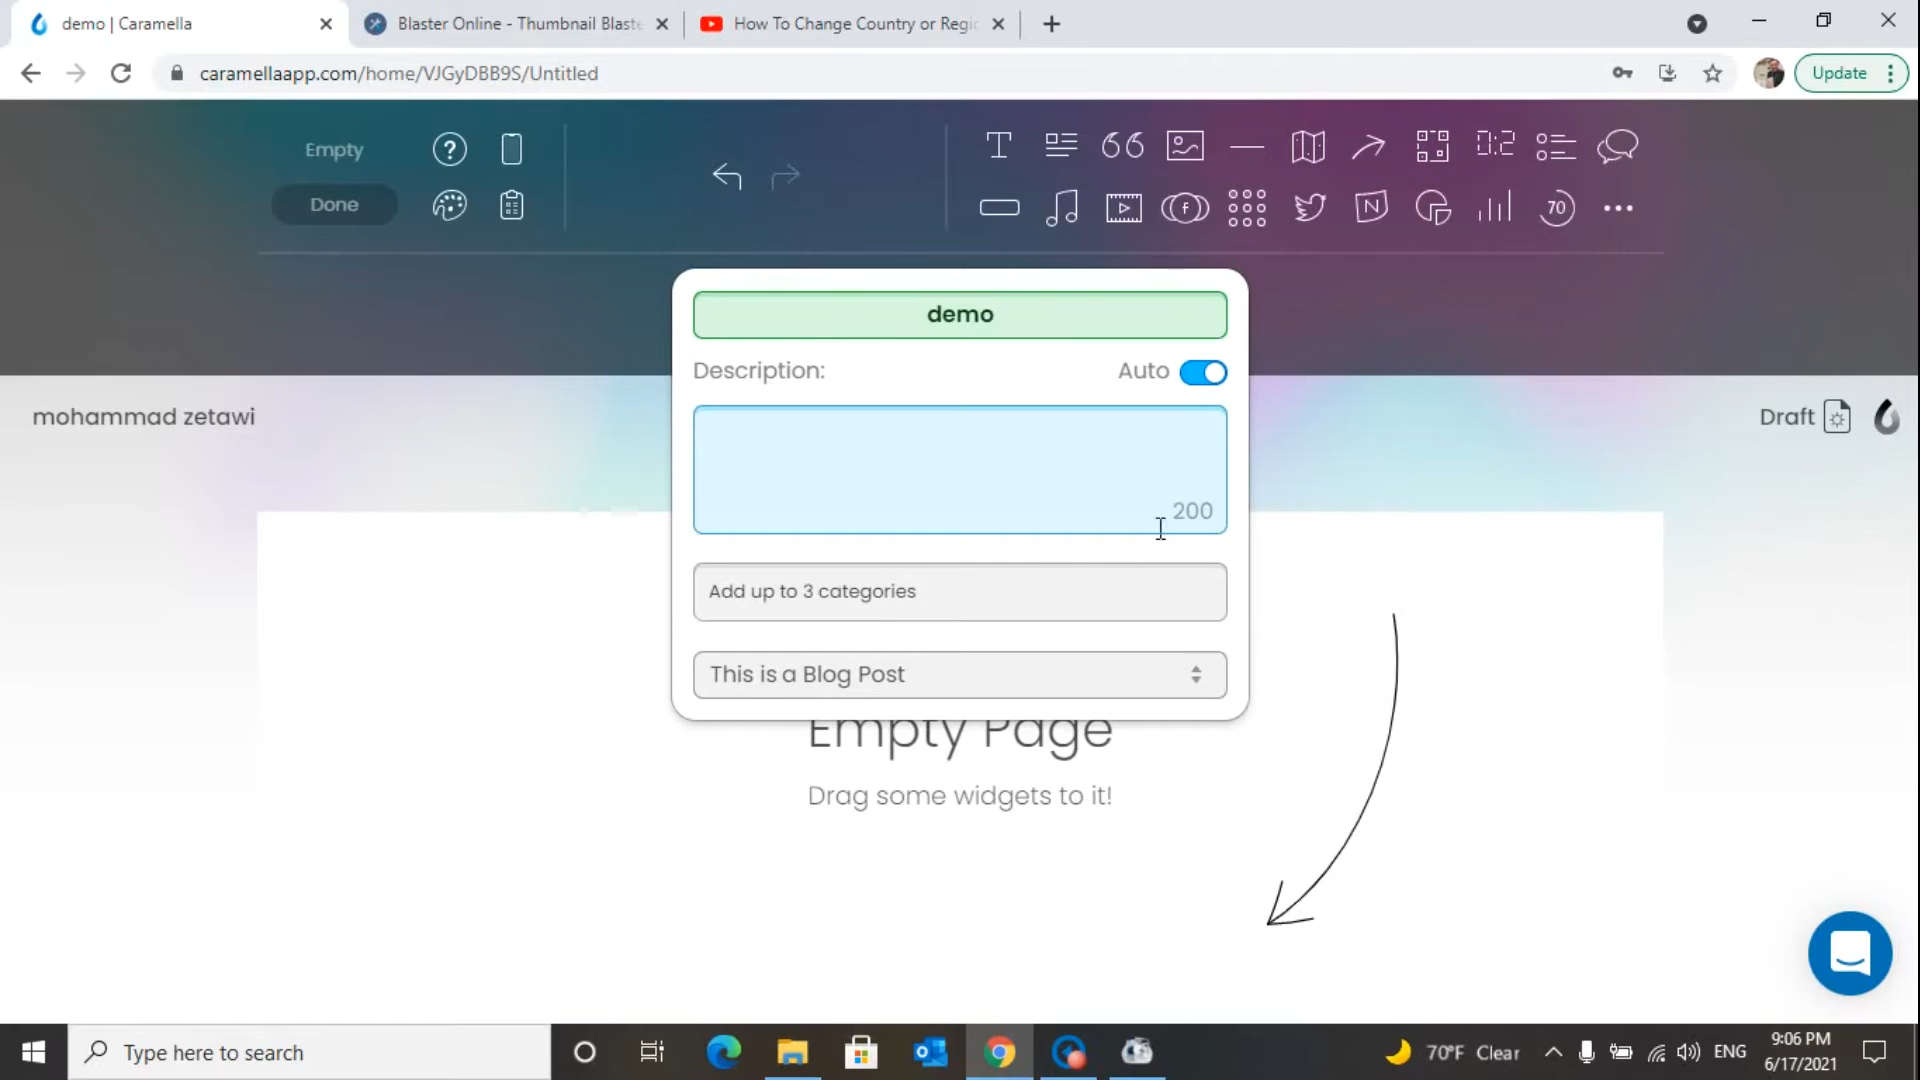 demo | Caramella
Blaster Online - Thumbnail Blaste
How To Change Country or Regi
caramellaapp.com/home/VJGyDBB9S/Untitled
Update
Empty
Done
demo
Description:
Auto
200
Add up to 3 categories
This is a Blog Post
mohammad zetawi
Draft
Empty Page
Drag some widgets to it!
Type here to search
70°F Clear
ENG
9:06 PM
6/17/2021
70